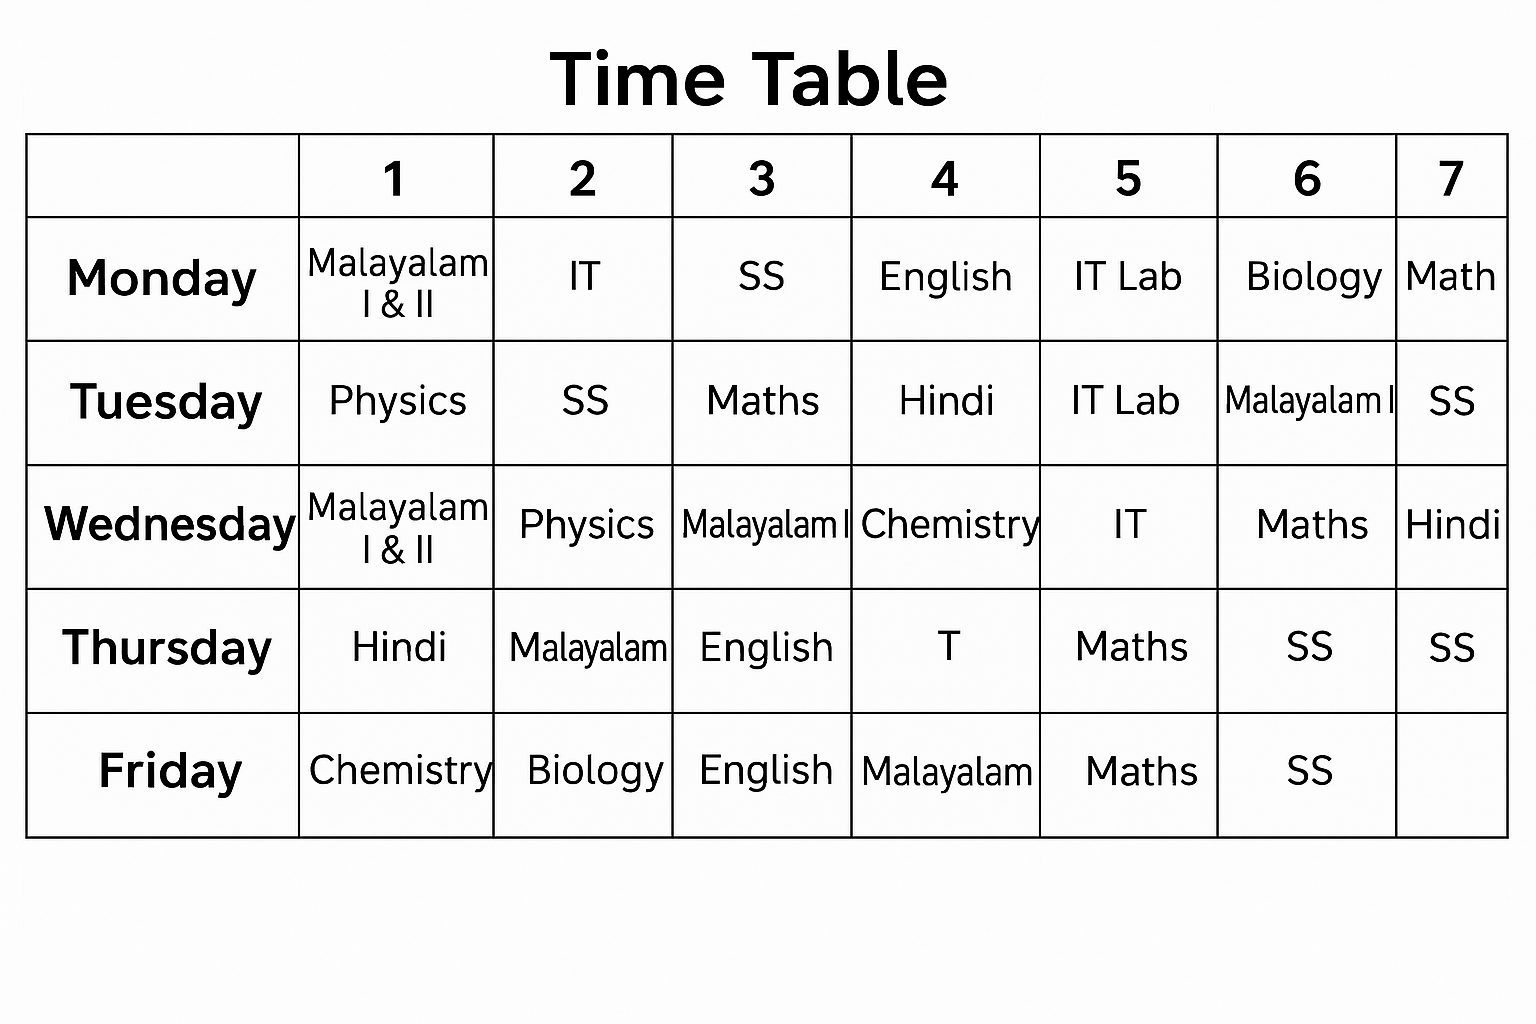 Time Table
1 2 3 4 5 6 7
Monday Malayalam I & II IT SS English IT Lab Biology Math
Tuesday Physics SS Maths Hindi IT Lab Malayalam I SS
Wednesday Malayalam I & II Physics Malayalam I Chemistry IT Maths Hindi
Thursday Hindi Malayalam English T Maths SS SS
Friday Chemistry Biology English Malayalam Maths SS